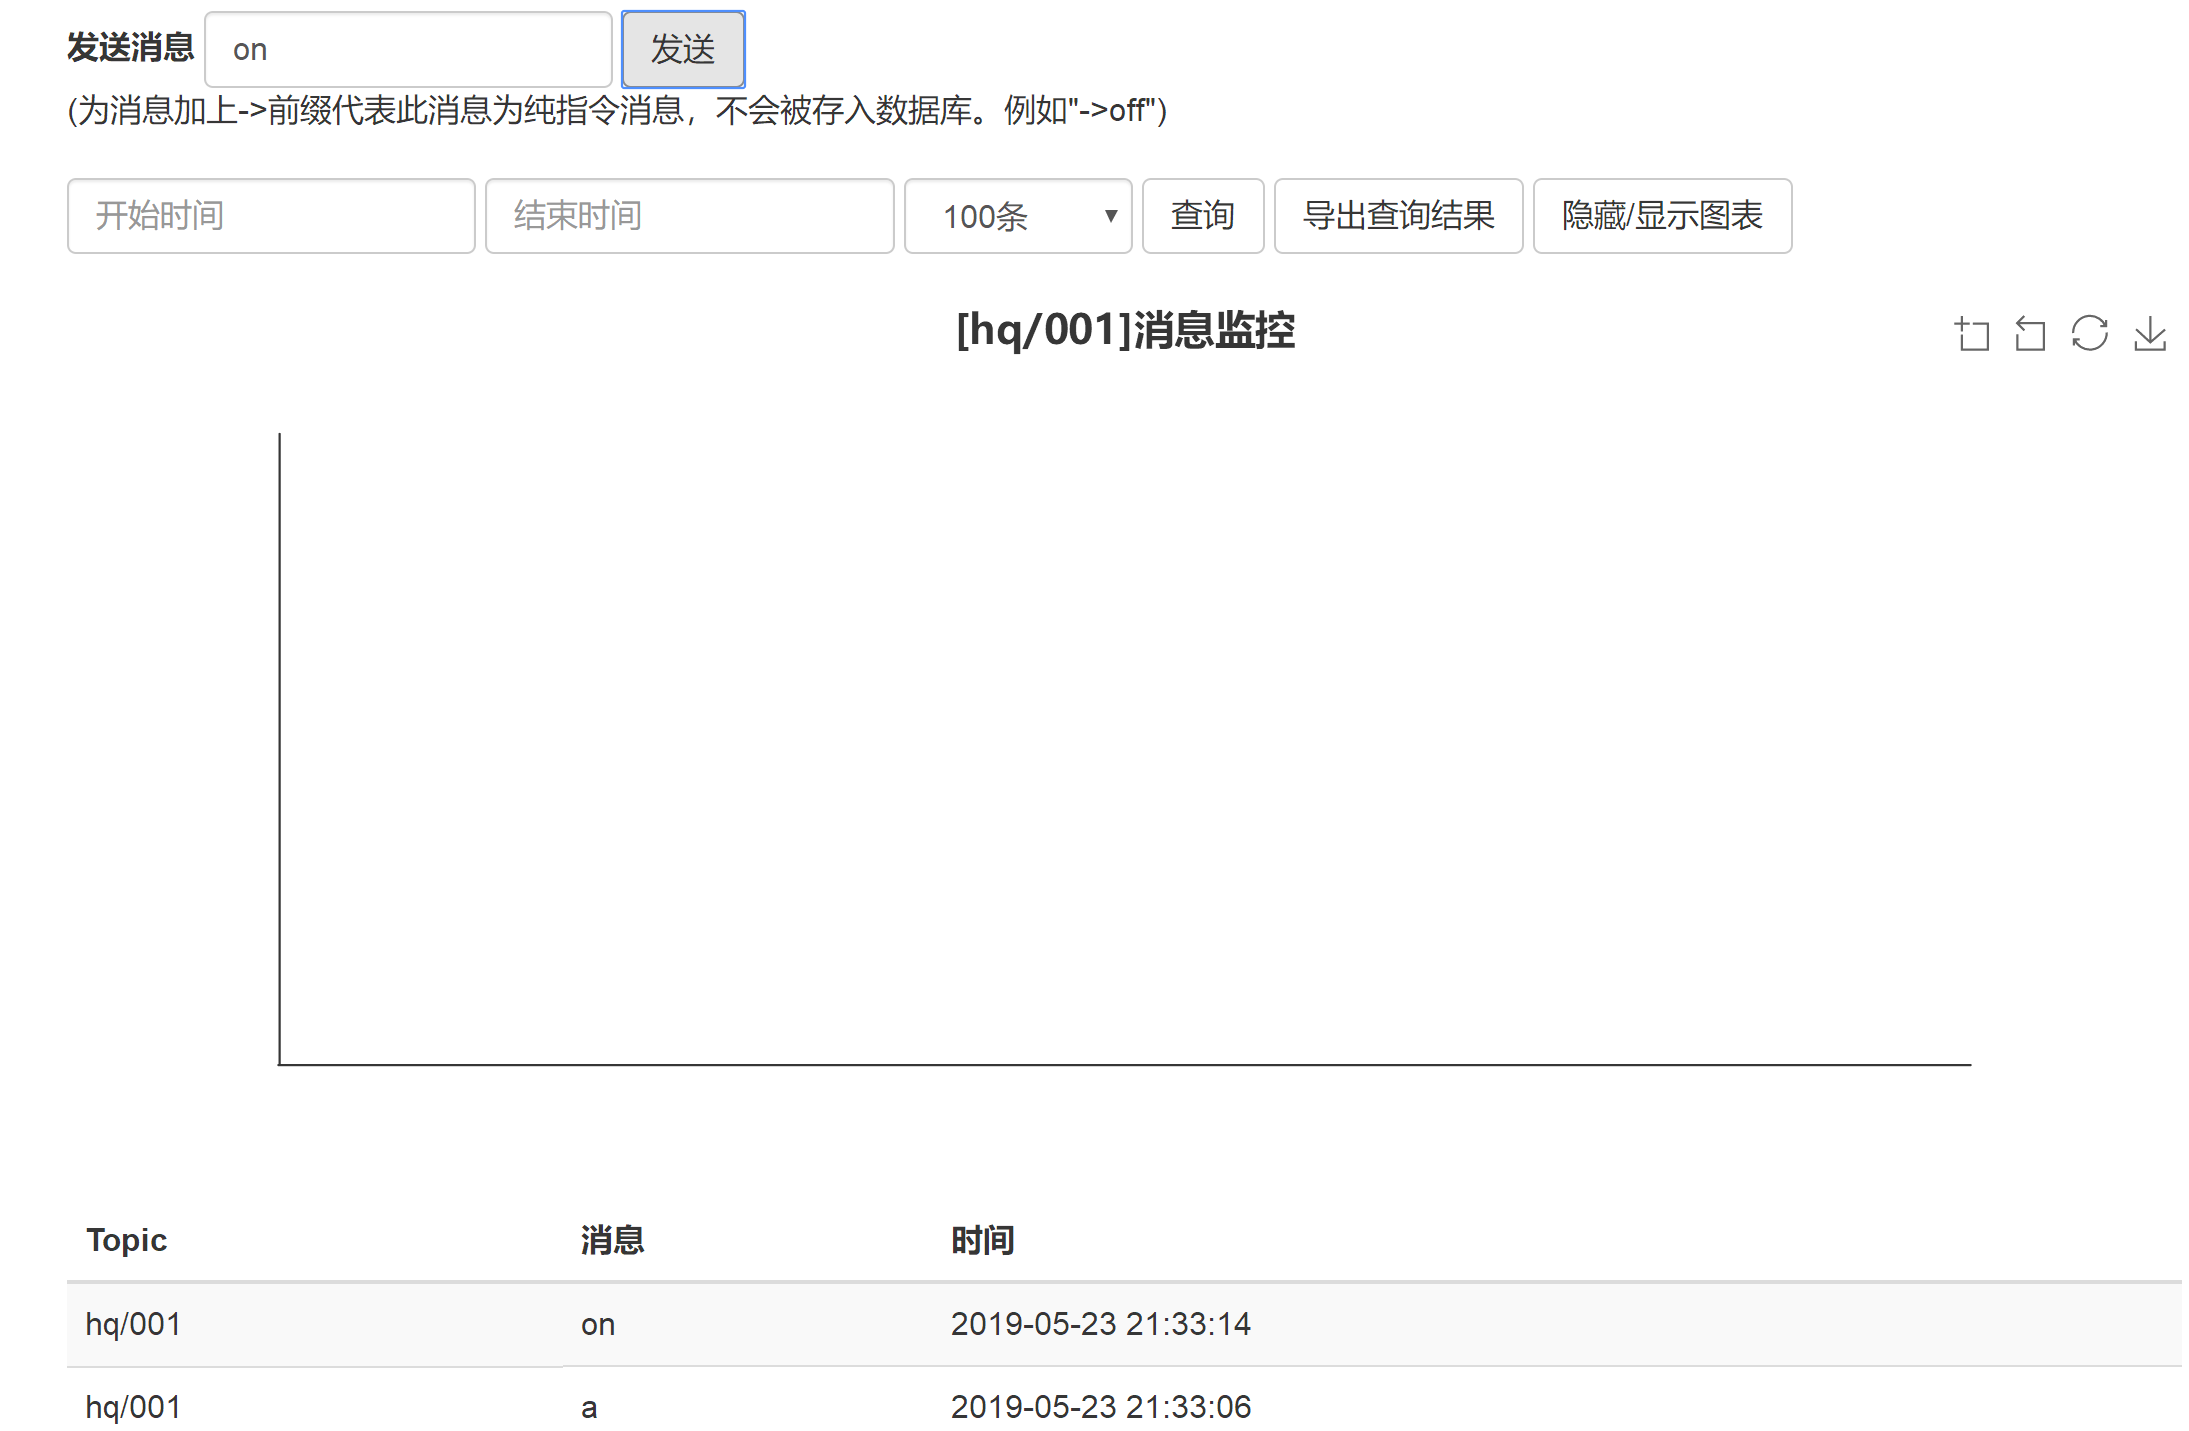 发送消息 on 发送
(为消息加上->前缀代表此消息为纯指令消息，不会被存入数据库。例如"->off")
开始时间 结束时间 100条 查询 导出查询结果 隐藏/显示图表
[hq/001]消息监控
Topic 消息 时间
hq/001 on 2019-05-23 21:33:14
hq/001 a 2019-05-23 21:33:06